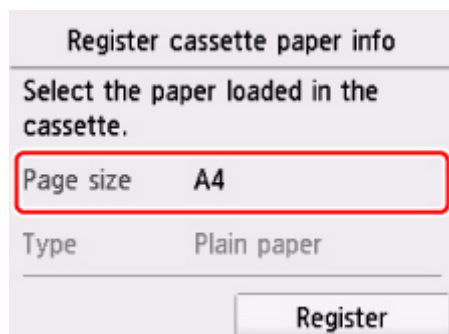 Register cassette paper info
Select the paper loaded in the
cassette.
Page size A4
Type Plain paper
Register